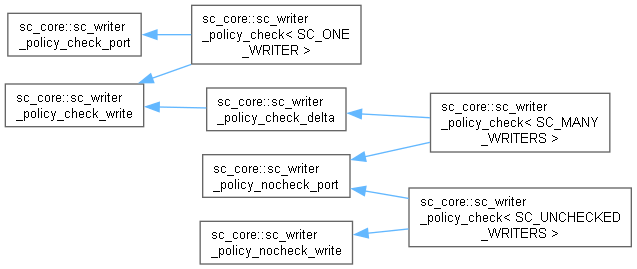 sc_core::sc_writer
_policy_check_port
sc_core::sc_writer
_policy_check< SC_ONE
_WRITER >
sc_core::sc_writer
_policy_check_write
sc_core::sc_writer
_policy_check_delta
sc_core::sc_writer
_policy_check< SC_MANY
_WRITERS >
sc_core::sc_writer
_policy_nocheck_port
sc_core::sc_writer
_policy_check< SC_UNCHECKED
_WRITERS >
sc_core::sc_writer
_policy_nocheck_write